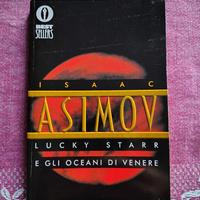 BEST
SELLERS
ISAAC
ASIMOV
LUCKY STARR
E GLI OCEANI DI VENERE